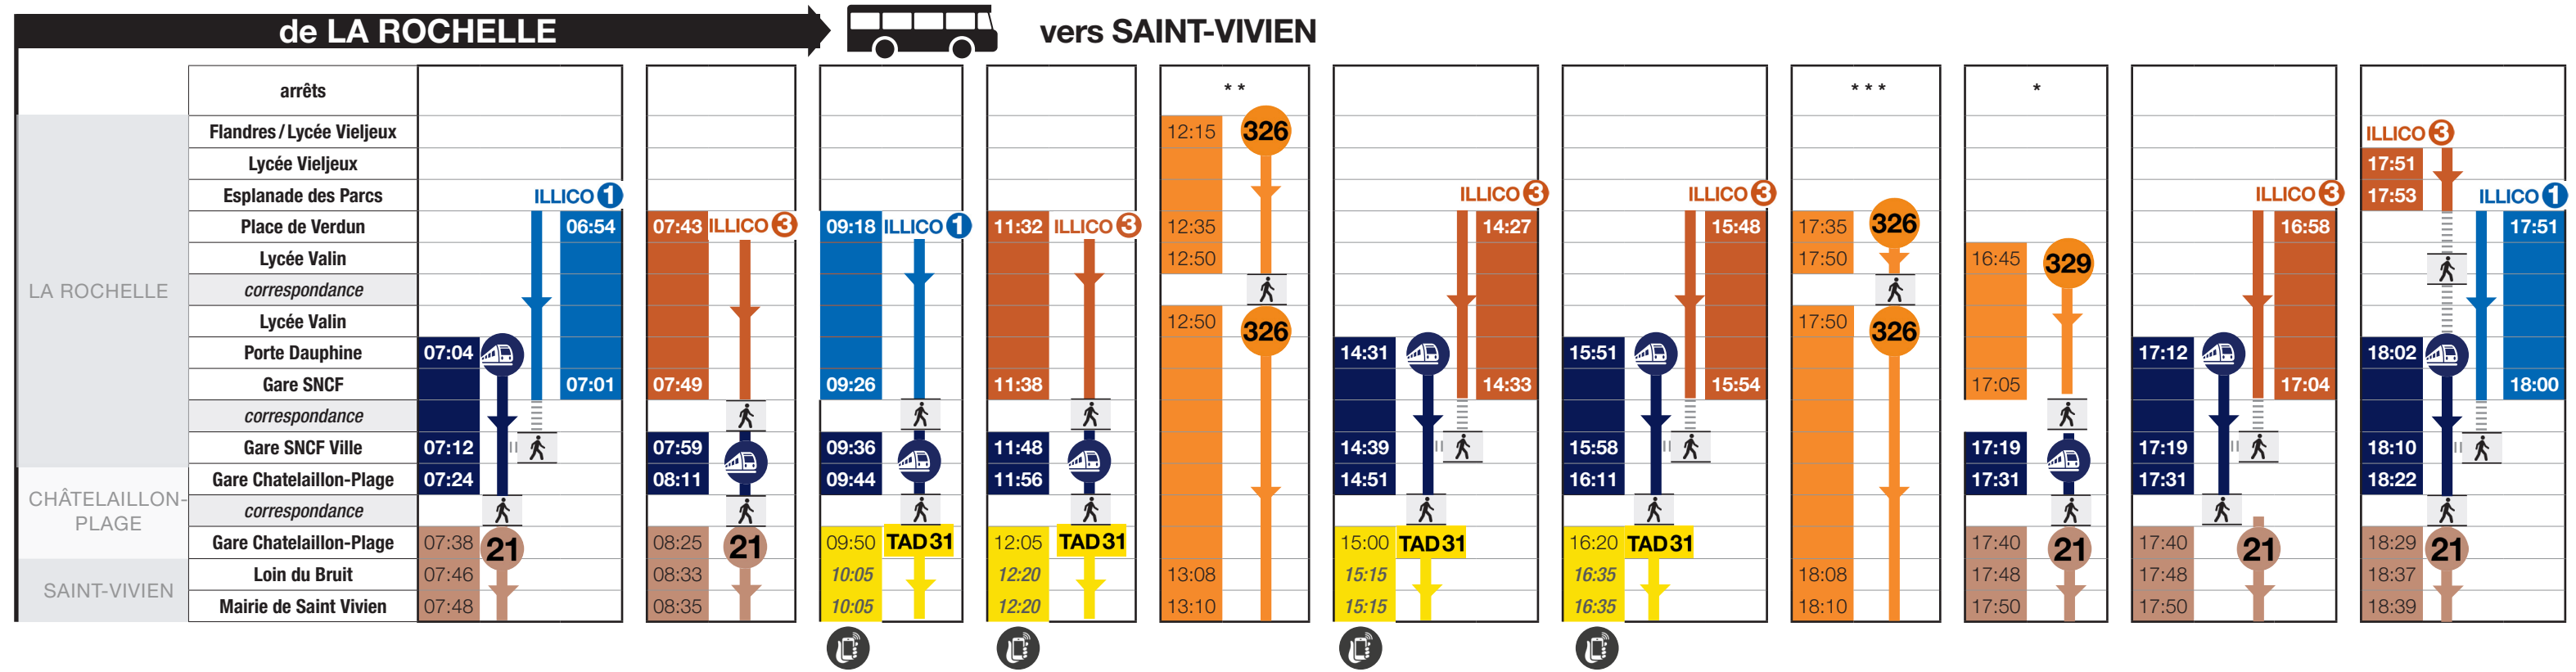 de LA ROCHELLE vers SAINT-VIVIEN
arrêts ** *** *
Flandres / Lycée Vieljeux 12:15 326 ILLICO 3
Lycée Vieljeux 17:51
Esplanade des Parcs ILLICO 1 ILLICO 3 ILLICO 3 ILLICO 3 17:53 ILLICO 1
Place de Verdun 06:54 07:43 ILLICO 3 09:18 ILLICO 1 11:32 ILLICO 3 12:35 14:27 15:48 17:35 326 16:58 17:51
Lycée Valin 12:50 17:50 16:45 329
LA ROCHELLE correspondance
Lycée Valin 12:50 326 17:50 326
Porte Dauphine 07:04 14:31 15:51 17:12 18:02
Gare SNCF 07:01 07:49 09:26 11:38 14:33 15:54 17:05 17:04 18:00
correspondance
Gare SNCF Ville 07:12 07:59 09:36 11:48 14:39 15:58 17:19 17:19 18:10
Gare Chatelaillon-Plage 07:24 08:11 09:44 11:56 14:51 16:11 17:31 17:31 18:22
CHÂTELAILLON-
PLAGE
correspondance
Gare Chatelaillon-Plage 07:38 21 08:25 21 09:50 TAD 31 12:05 TAD 31 15:00 TAD 31 16:20 TAD 31 17:40 21 17:40 21 18:29 21
Loin du Bruit 07:46 08:33 10:05 12:20 13:08 15:15 16:35 18:08 17:48 17:48 18:37
SAINT-VIVIEN
Mairie de Saint Vivien 07:48 08:35 10:05 12:20 13:10 15:15 16:35 18:10 17:50 17:50 18:39